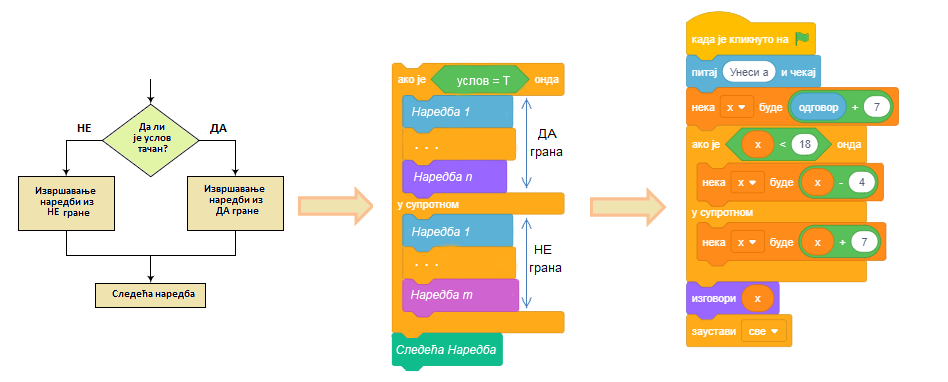 Да ли
је услов
тачан?
НЕ
ДА
Извршавање
наредби из
НЕ гране
Извршавање
наредби из
ДА гране
Следећа наредба
ако је услов = T онда
Наредба 1
. . .
Наредба n
ДА
грана
у супротном
Наредба 1
. . .
Наредба m
НЕ
грана
Следећа Наредба
када је кликнуто на
питај Унеси а и чекај
нека x буде одговор + 7
ако је x < 18 онда
нека x буде x - 4
у супротном
нека x буде x + 7
изговори x
заустави све